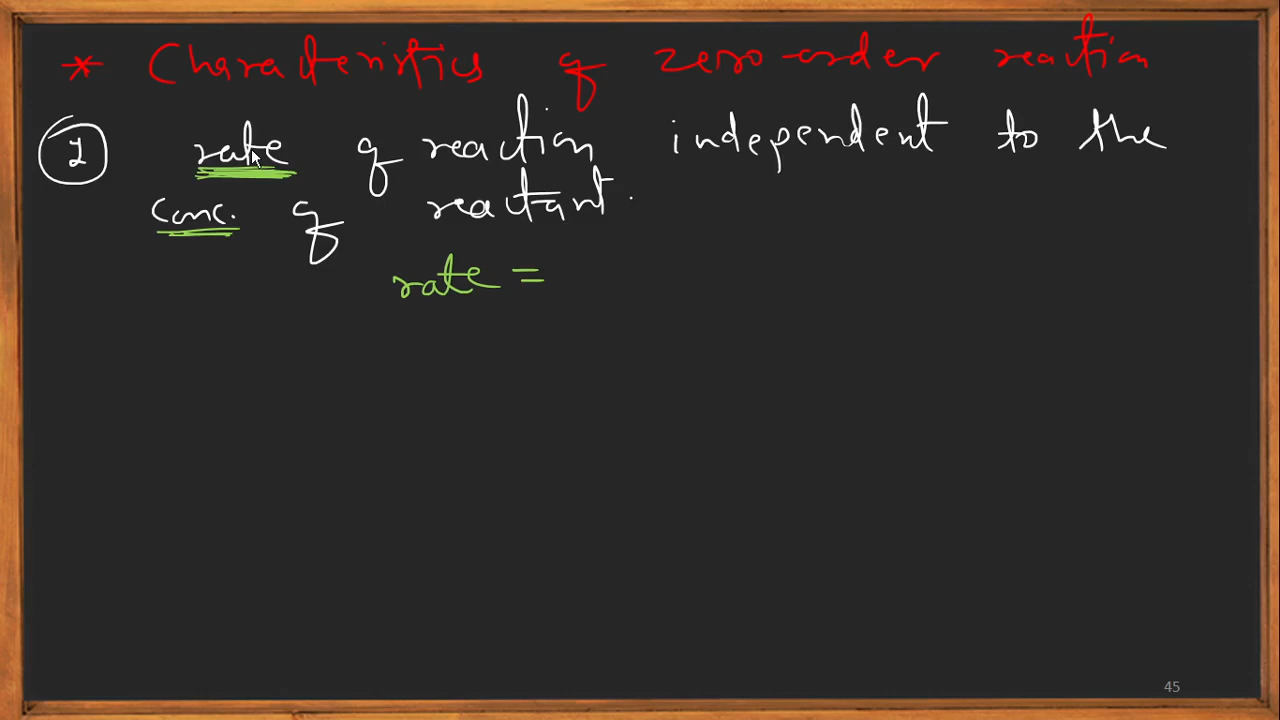 * Characteristics of zero-order reaction
1 rate of reaction independent to the
conc. of reactant.
rate =
45